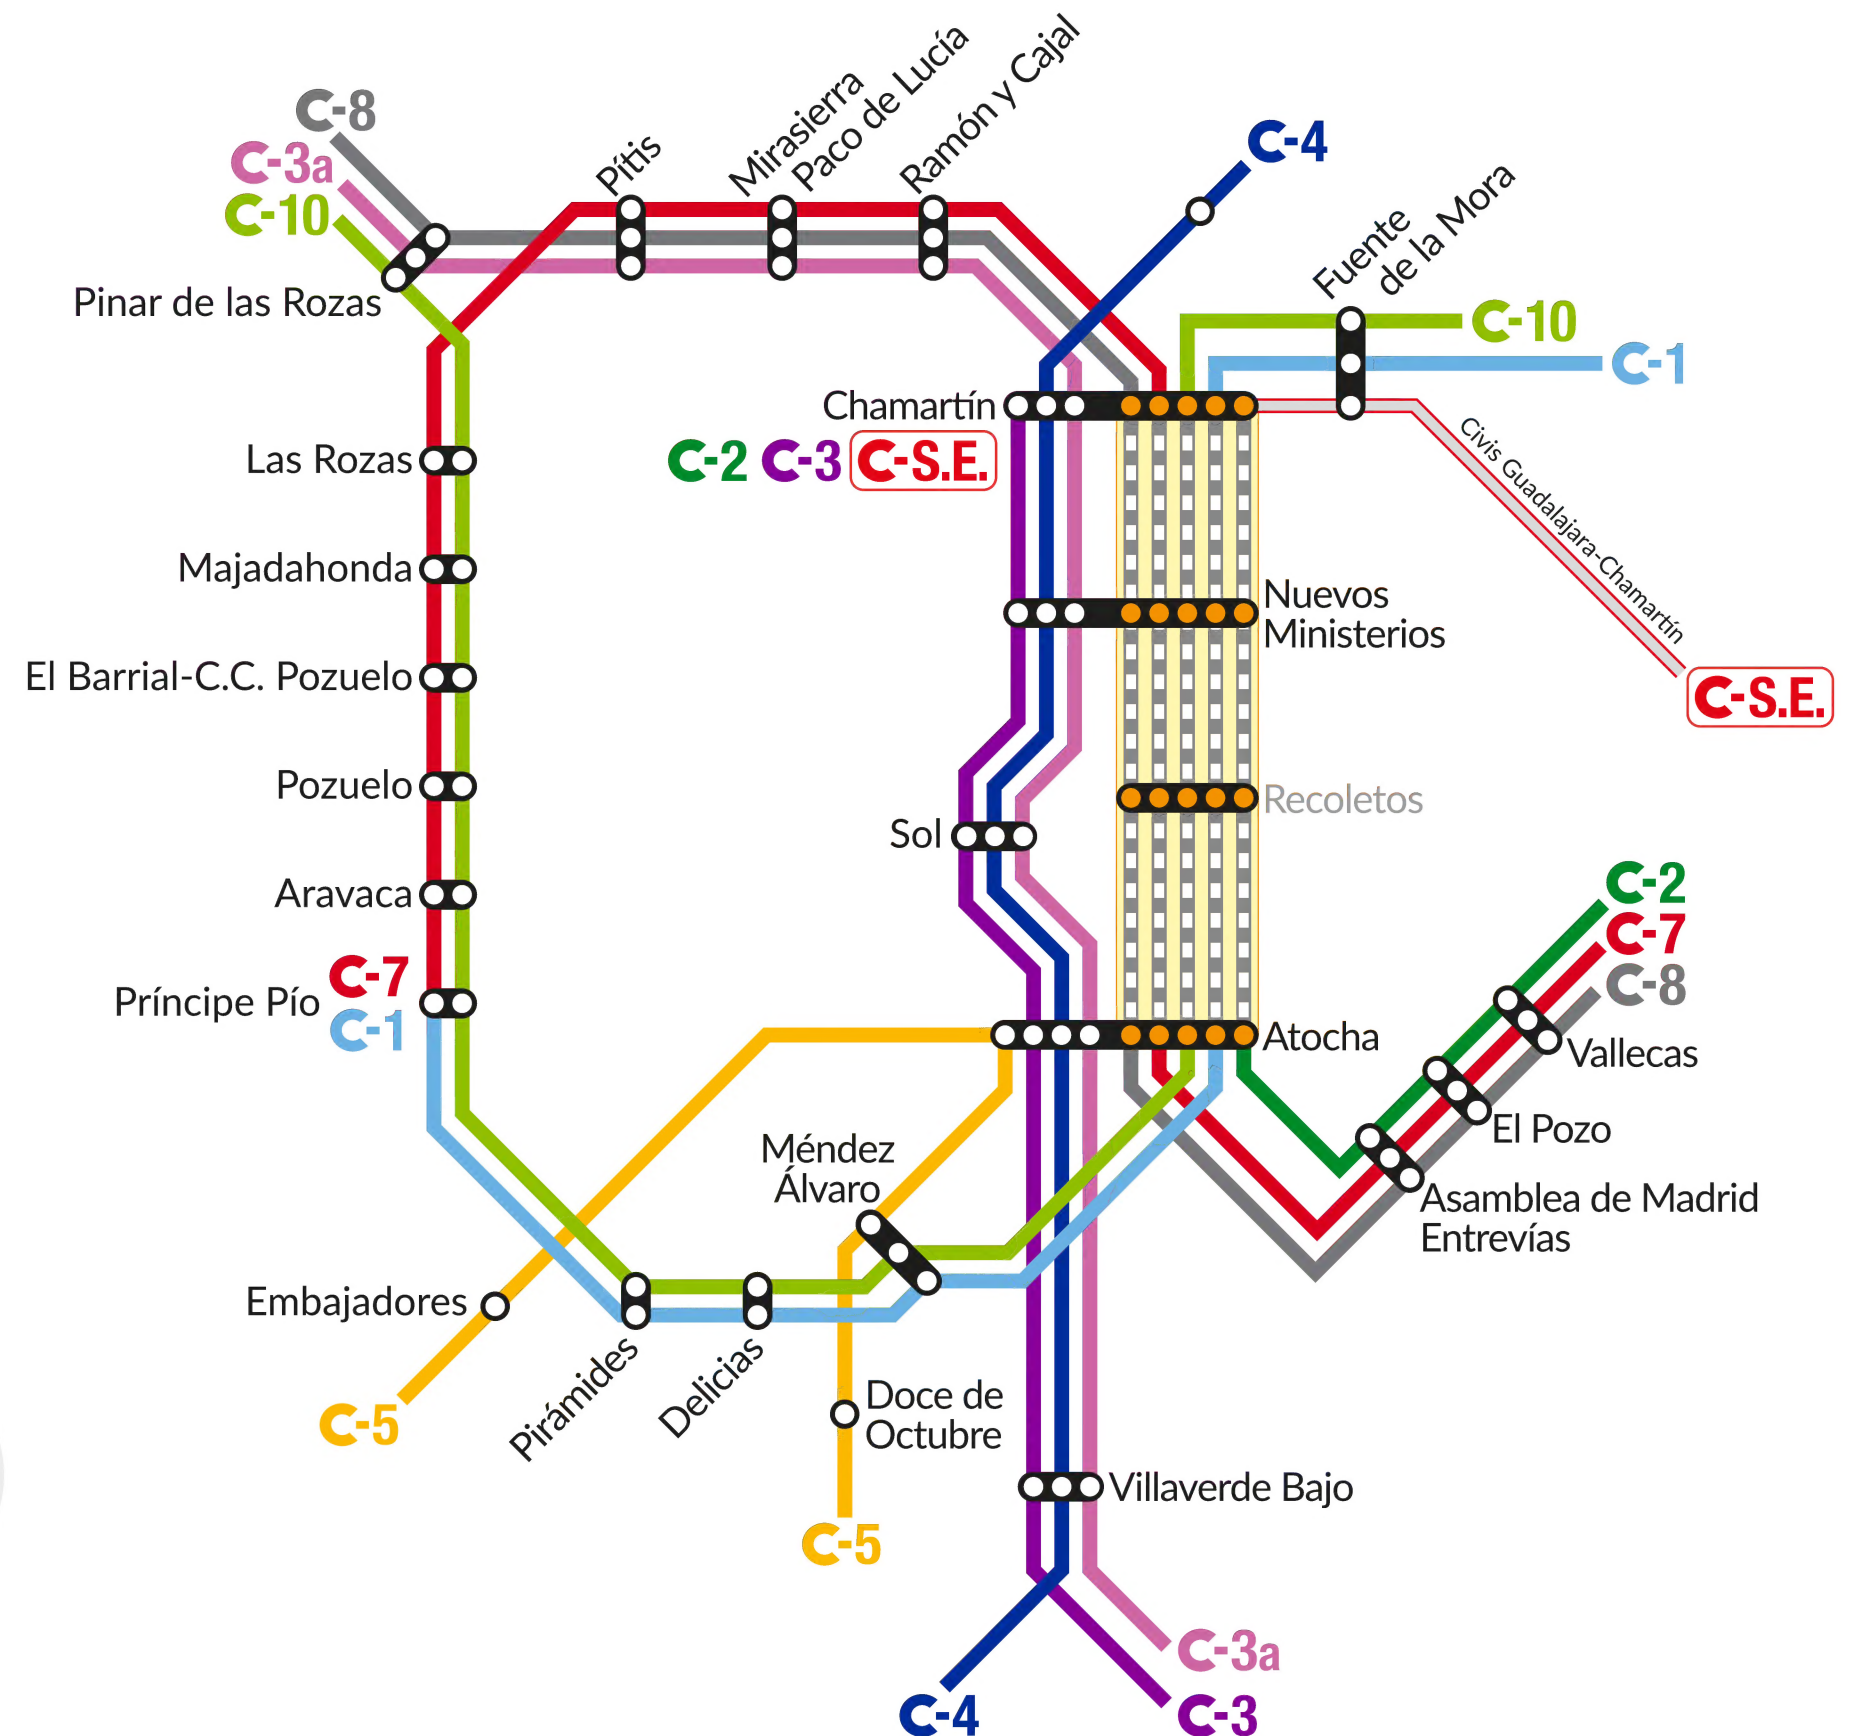 C-8
C-3a
C-10
Pinar de las Rozas
Pítis
Mirasierra
Paco de Lucía
Ramón y Cajal
C-4
Fuente
de la Mora
C-10
C-1
Chamartín
C-2 C-3 C-S.E.
Civis Guadalajara-Chamartín
C-S.E.
Las Rozas
Majadahonda
El Barrial-C.C. Pozuelo
Pozuelo
Aravaca
Príncipe Pío
C-7
C-1
Nuevos
Ministerios
Recoletos
Sol
Atocha
C-2
C-7
C-8
Vallecas
El Pozo
Asamblea de Madrid
Entrevías
Méndez
Álvaro
Embajadores
C-5
Pirámides
Delicias
Doce de
Octubre
C-5
Villaverde Bajo
C-3a
C-3
C-4